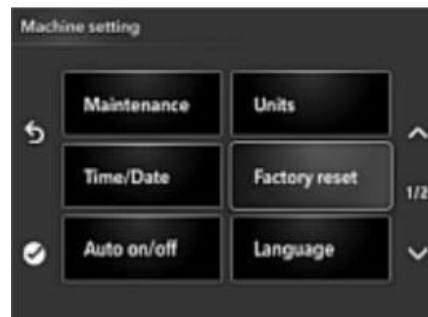 Machine setting
Maintenance
Units
Time/Date
Factory reset
1/2
Auto on/off
Language